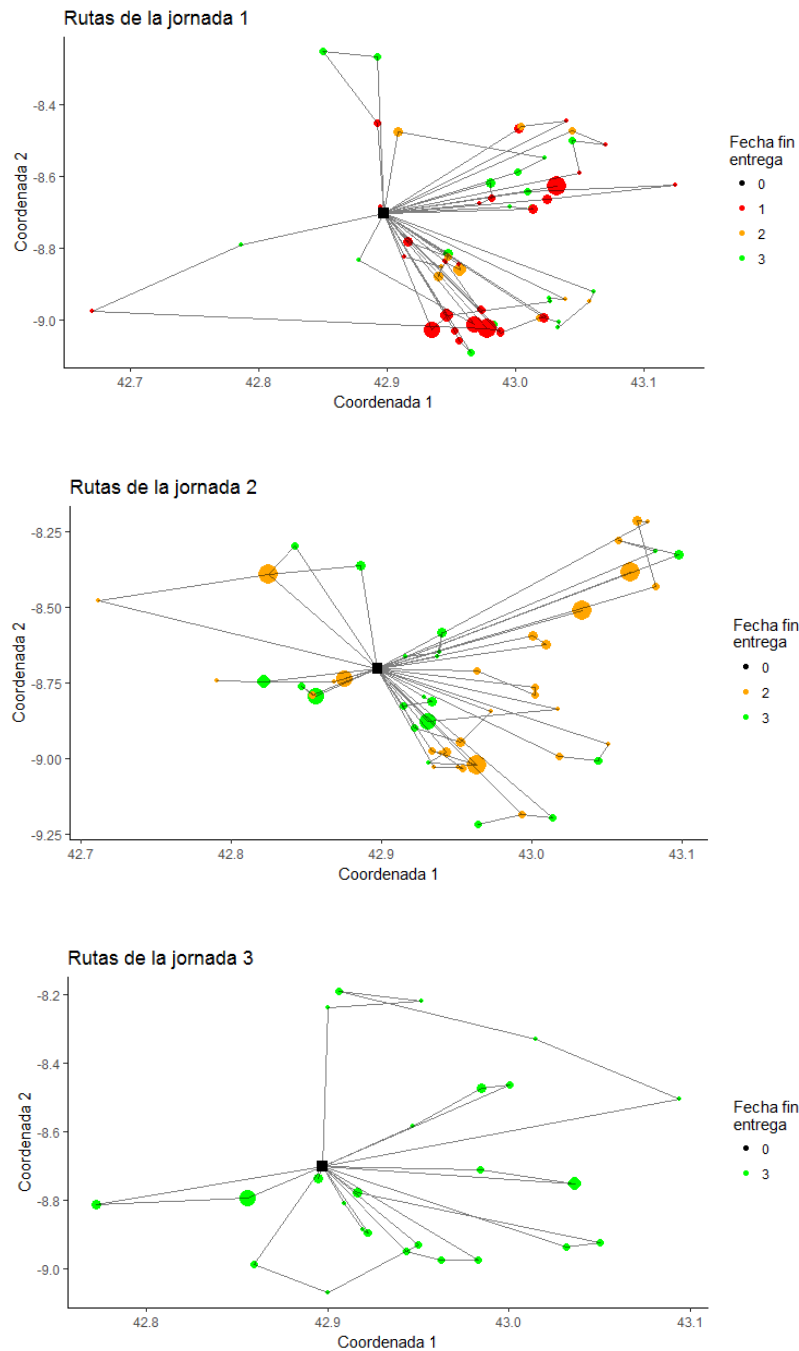 Rutas de la jornada 1
-8.4
-8.6
-8.8
-9.0
Coordenada 2
42.7 42.8 42.9 43.0 43.1
Coordenada 1
Fecha fin
entrega
0
1
2
3
Rutas de la jornada 2
-8.25
-8.50
-8.75
-9.00
-9.25
Coordenada 2
42.7 42.8 42.9 43.0 43.1
Coordenada 1
Fecha fin
entrega
0
2
3
Rutas de la jornada 3
-8.2
-8.4
-8.6
-8.8
-9.0
Coordenada 2
42.8 42.9 43.0 43.1
Coordenada 1
Fecha fin
entrega
0
3